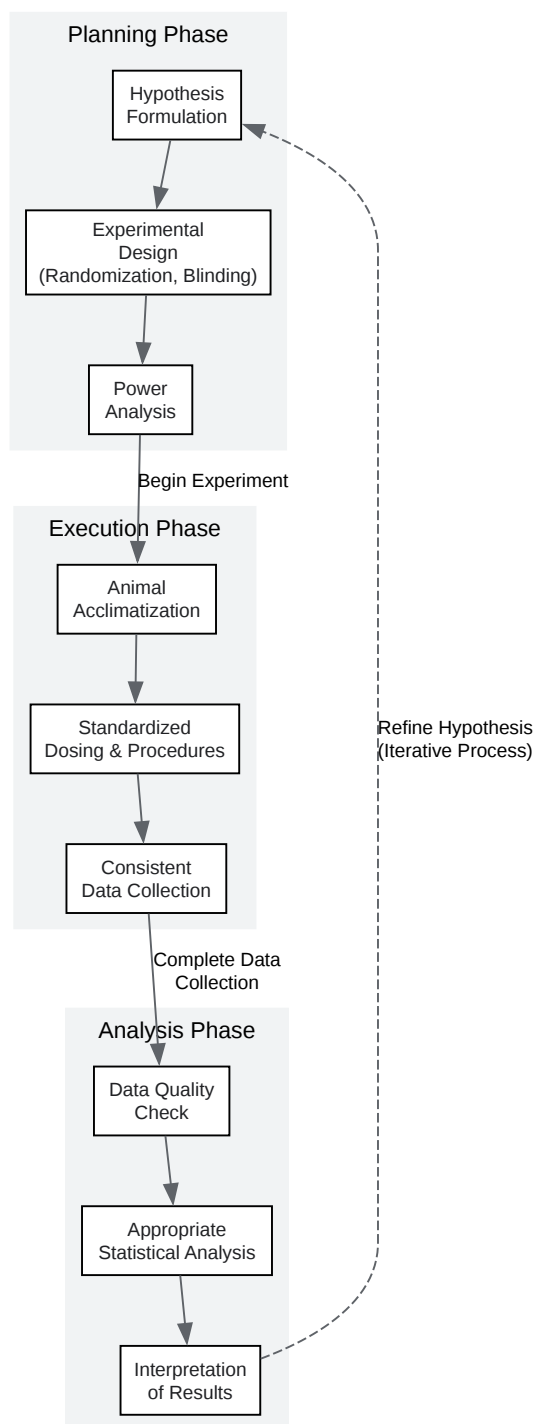 Planning Phase
Hypothesis
Formulation
Experimental
Design
(Randomization, Blinding)
Power
Analysis
Begin Experiment
Execution Phase
Animal
Acclimatization
Standardized
Dosing & Procedures
Refine Hypothesis
(Iterative Process)
Consistent
Data Collection
Complete Data
Collection
Analysis Phase
Data Quality
Check
Appropriate
Statistical Analysis
Interpretation
of Results